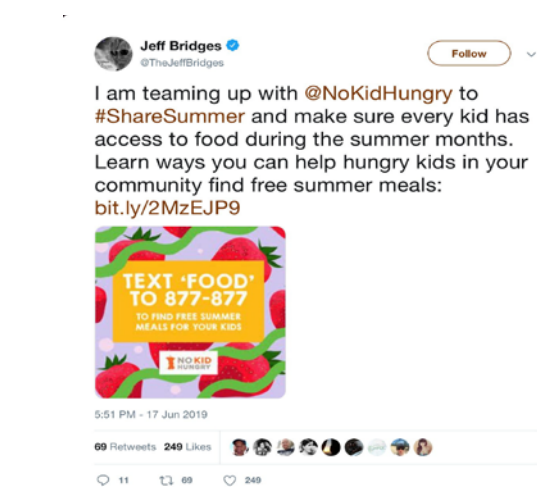 Jeff Bridges
@TheJeffBridges
Follow
I am teaming up with @NoKidHungry to
#ShareSummer and make sure every kid has
access to food during the summer months.
Learn ways you can help hungry kids in your
community find free summer meals:
bit.ly/2MzEJP9
TEXT ‘FOOD’
TO 877-877
TO FIND FREE SUMMER
MEALS FOR YOUR KIDS
NO KID
HUNGRY
5:51 PM - 17 Jun 2019
69 Retweets 249 Likes
11 69 249